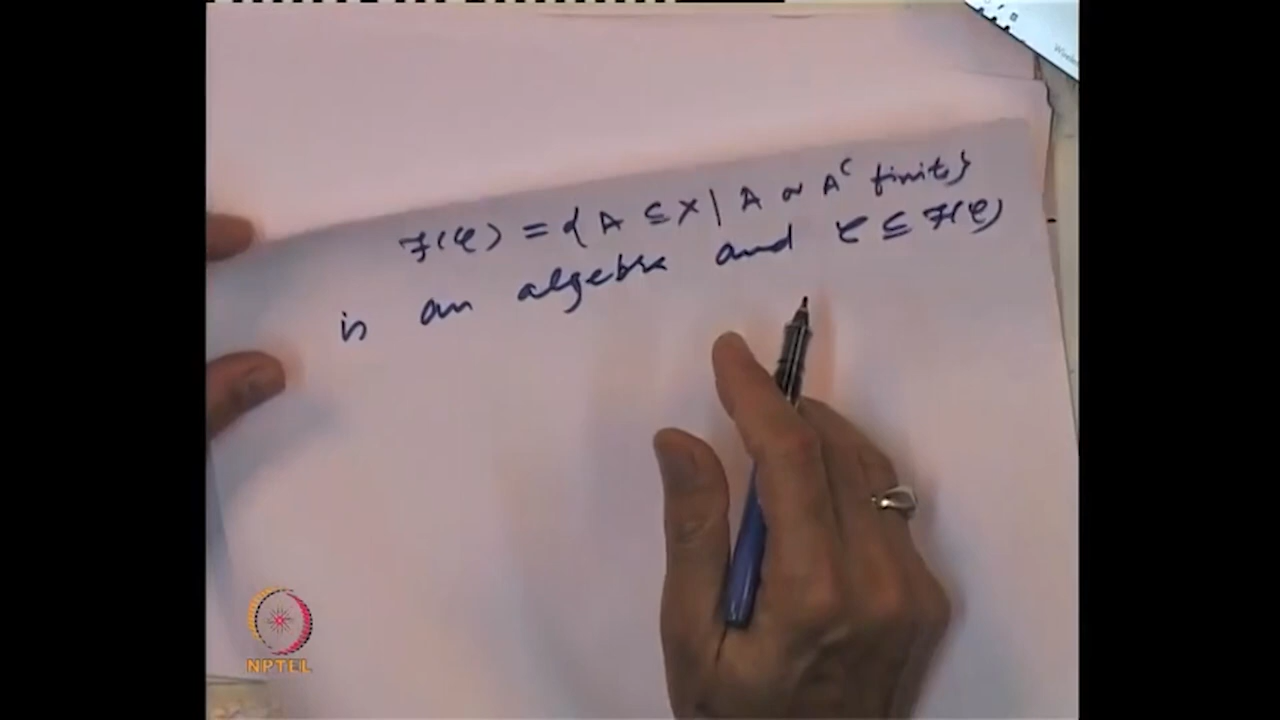 F(C) = { A ⊆ X | A or A^c finite}
is an algebra and C ⊆ F(C)
NPTEL